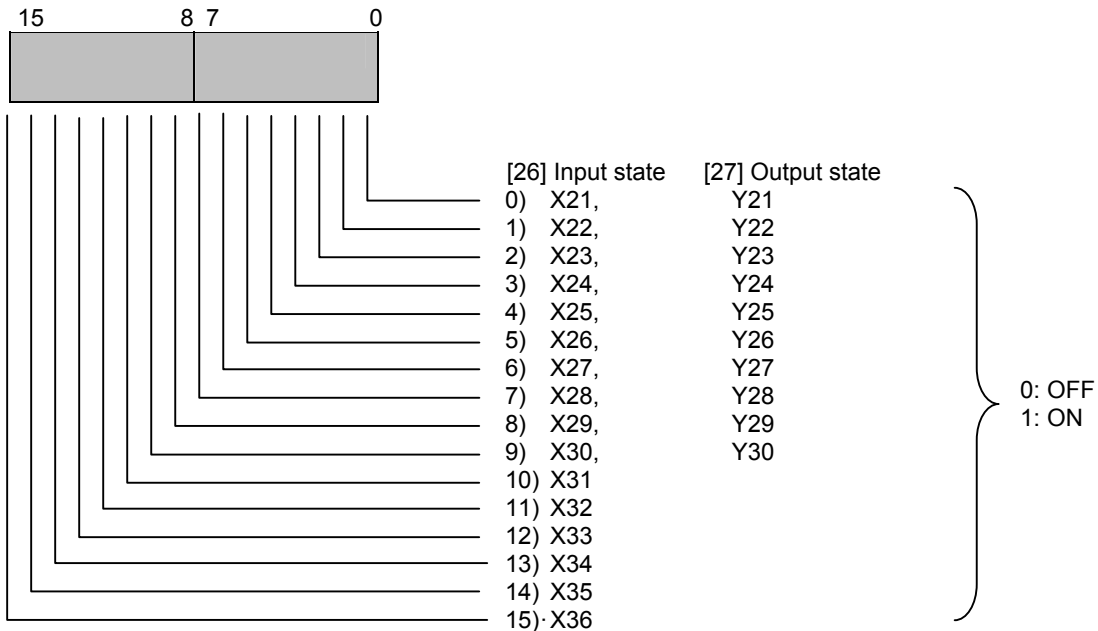 15 8 7 0
[26] Input state [27] Output state
0) X21, Y21
1) X22, Y22
2) X23, Y23
3) X24, Y24
4) X25, Y25
5) X26, Y26
6) X27, Y27
7) X28, Y28
8) X29, Y29
9) X30, Y30
10) X31
11) X32
12) X33
13) X34
14) X35
15)· X36
0: OFF
1: ON